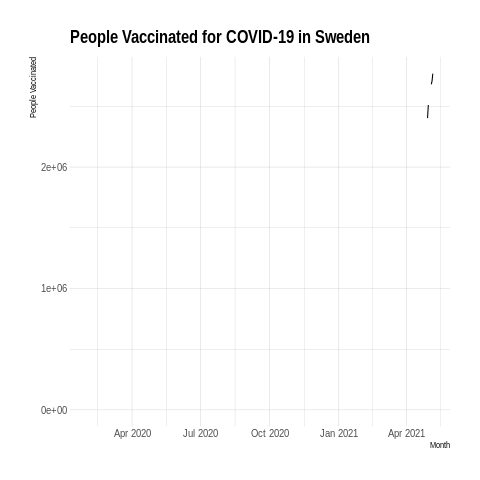 People Vaccinated for COVID-19 in Sweden
People Vaccinated
2e+06
1e+06
0e+00
Apr 2020 Jul 2020 Oct 2020 Jan 2021 Apr 2021
Month